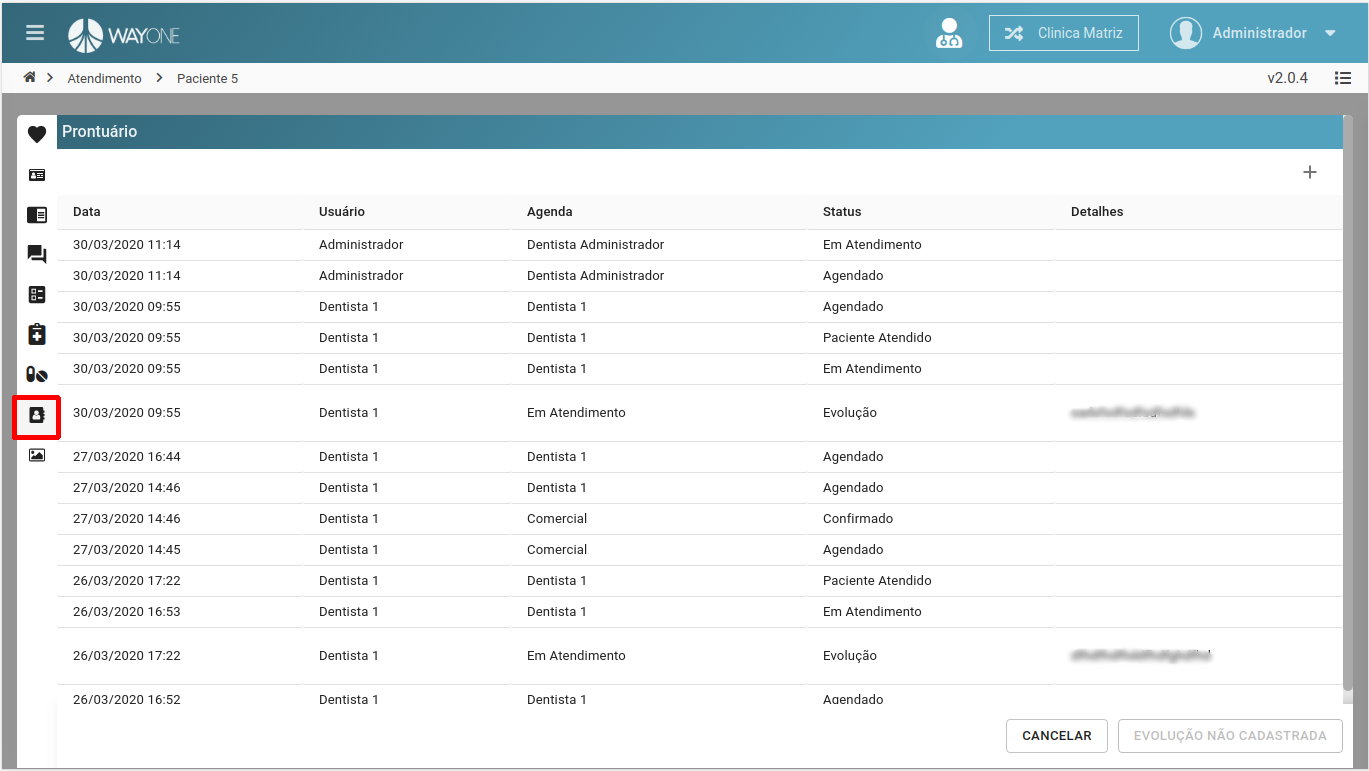 WAYONE Clinica Matriz Administrador
Atendimento Paciente 5 v2.0.4
Prontuário
Data Usuário Agenda Status Detalhes
30/03/2020 11:14 Administrador Dentista Administrador Em Atendimento
30/03/2020 11:14 Administrador Dentista Administrador Agendado
30/03/2020 09:55 Dentista 1 Dentista 1 Agendado
30/03/2020 09:55 Dentista 1 Dentista 1 Paciente Atendido
30/03/2020 09:55 Dentista 1 Dentista 1 Em Atendimento
30/03/2020 09:55 Dentista 1 Em Atendimento Evolução
27/03/2020 16:44 Dentista 1 Dentista 1 Agendado
27/03/2020 14:46 Dentista 1 Dentista 1 Agendado
27/03/2020 14:46 Dentista 1 Comercial Confirmado
27/03/2020 14:45 Dentista 1 Comercial Agendado
26/03/2020 17:22 Dentista 1 Dentista 1 Paciente Atendido
26/03/2020 16:53 Dentista 1 Dentista 1 Em Atendimento
26/03/2020 17:22 Dentista 1 Em Atendimento Evolução
26/03/2020 16:52 Dentista 1 Dentista 1 Agendado
CANCELAR EVOLUÇÃO NÃO CADASTRADA